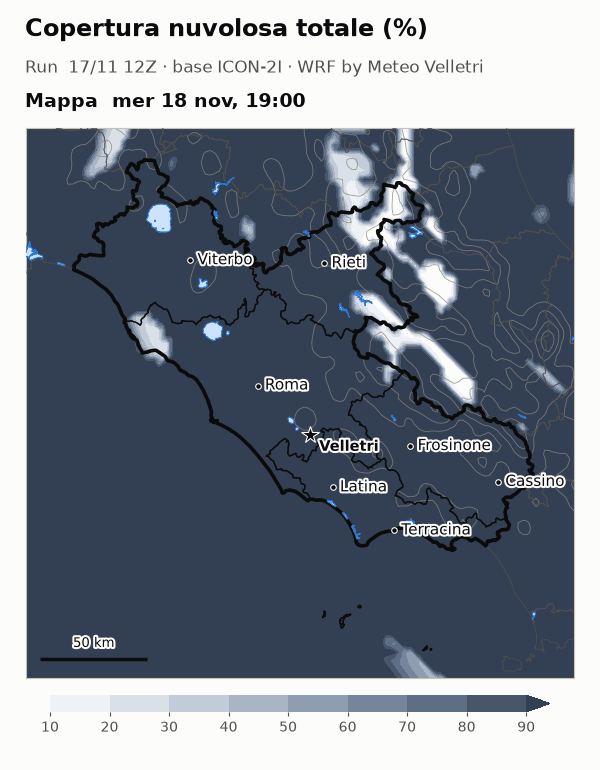 Copertura nuvolosa totale (%)
Run 17/11 12Z · base ICON-2I · WRF by Meteo Velletri
Mappa mer 18 nov, 19:00
Viterbo
Rieti
Roma
Velletri
Frosinone
Cassino
Latina
Terracina
50 km
10 20 30 40 50 60 70 80 90